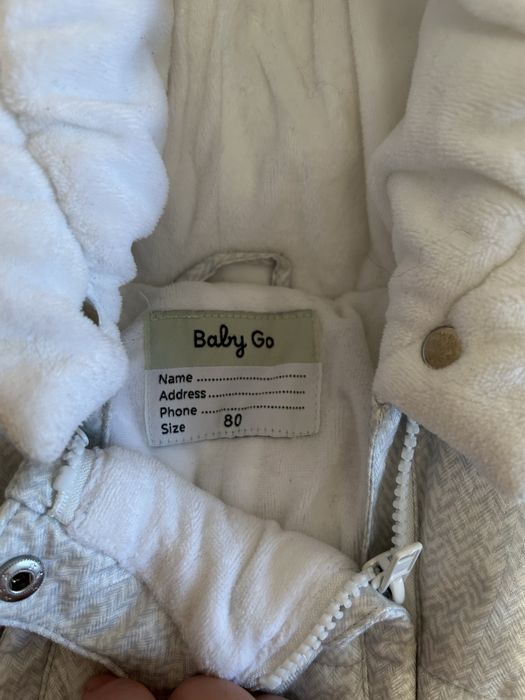 Baby Go
Name ..............................
Address...........................
Phone .............................
Size 80